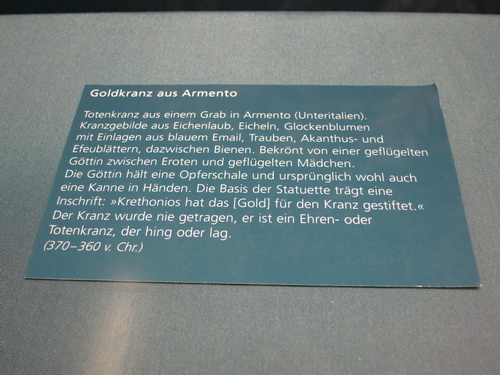 Goldkranz aus Armento
Totenkranz aus einem Grab in Armento (Unteritalien).
Kranzgebilde aus Eichenlaub, Eicheln, Glockenblumen
mit Einlagen aus blauem Email, Trauben, Akanthus- und
Efeublättern, dazwischen Bienen. Bekrönt von einer geflügelten
Göttin zwischen Eroten und geflügelten Mädchen.
Die Göttin hält eine Opferschale und ursprünglich wohl auch
eine Kanne in Händen. Die Basis der Statuette trägt eine
Inschrift: »Krethonios hat das [Gold] für den Kranz gestiftet.«
Der Kranz wurde nie getragen, er ist ein Ehren- oder
Totenkranz, der hing oder lag.
(370–360 v. Chr.)